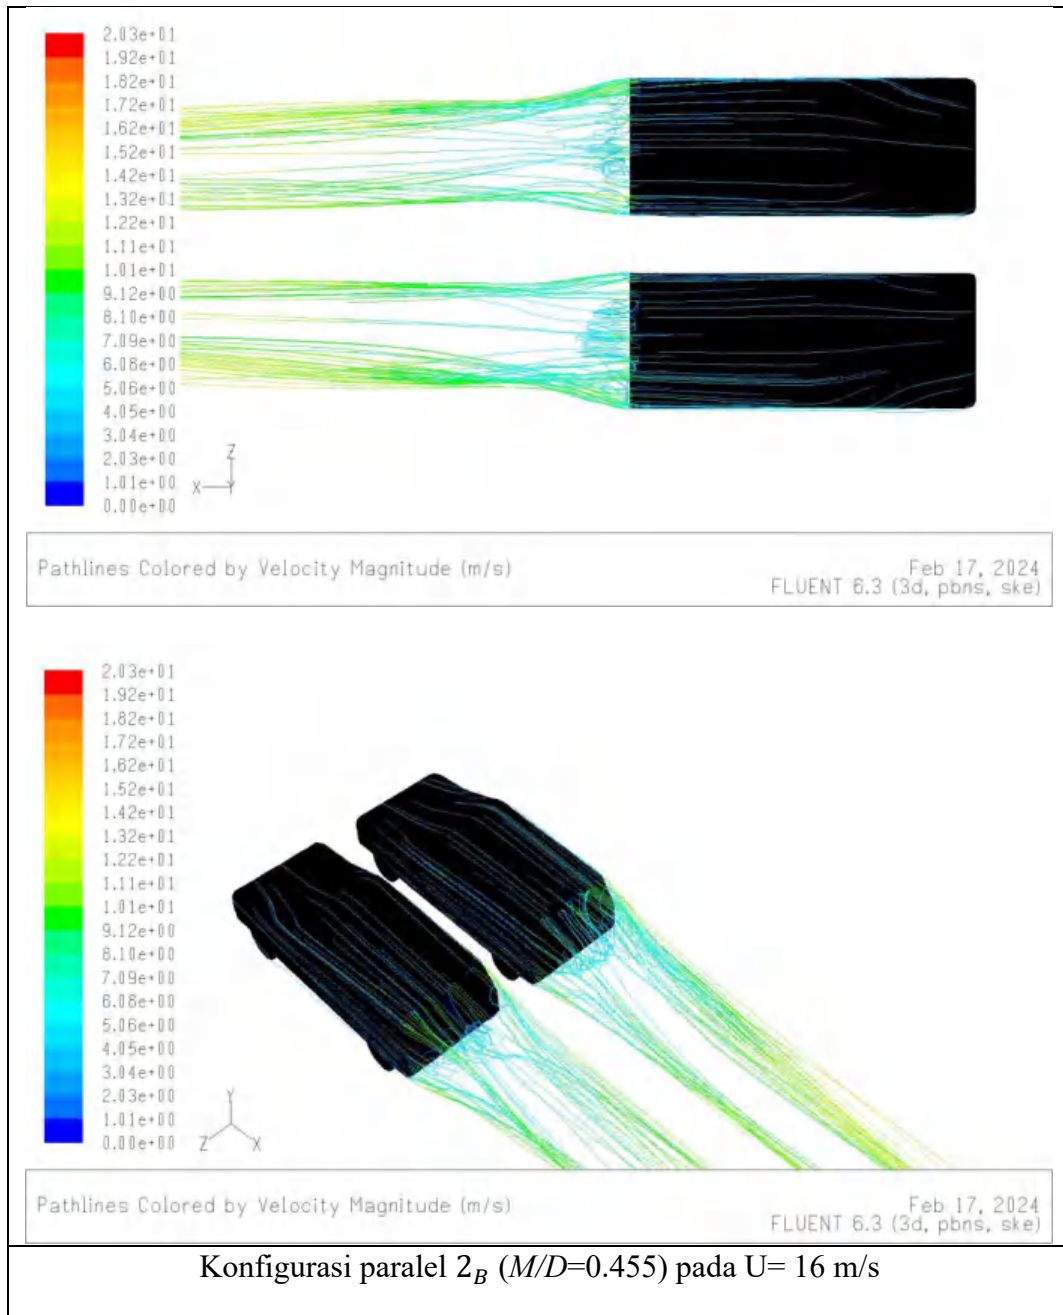 2.03e+01
1.92e+01
1.82e+01
1.72e+01
1.62e+01
1.52e+01
1.42e+01
1.32e+01
1.22e+01
1.11e+01
1.01e+01
9.12e+00
8.10e+00
7.09e+00
6.08e+00
5.06e+00
4.05e+00
3.04e+00
2.03e+00
1.01e+00
0.00e+00
Z
X Y
Pathlines Colored by Velocity Magnitude (m/s)
Feb 17, 2024
FLUENT 6.3 (3d, pbns, ske)
2.03e+01
1.92e+01
1.82e+01
1.72e+01
1.62e+01
1.52e+01
1.42e+01
1.32e+01
1.22e+01
1.11e+01
1.01e+01
9.12e+00
8.10e+00
7.09e+00
6.08e+00
5.06e+00
4.05e+00
3.04e+00
2.03e+00
1.01e+00
0.00e+00
Y
Z X
Pathlines Colored by Velocity Magnitude (m/s)
Feb 17, 2024
FLUENT 6.3 (3d, pbns, ske)
Konfigurasi paralel 2_B (M/D=0.455) pada U= 16 m/s